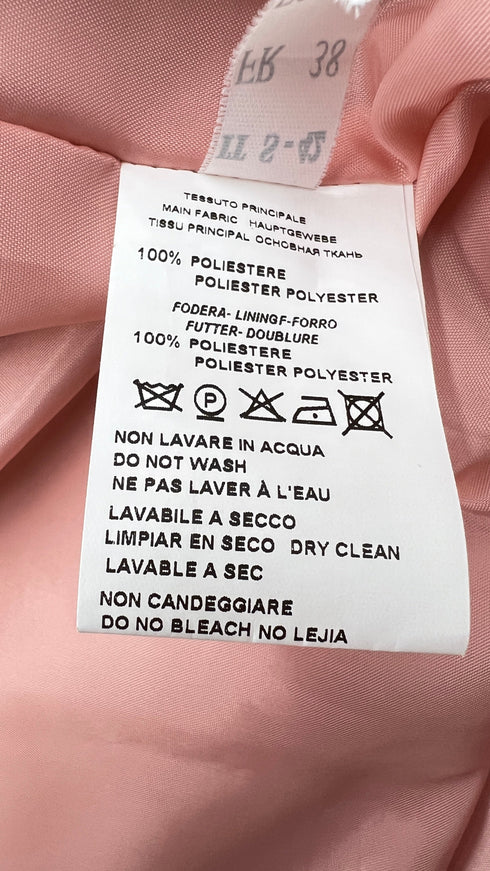 FR 38
IT S-42
TESSUTO PRINCIPALE
MAIN FABRIC HAUPTGEWEBE
TISSU PRINCIPAL ОСНОВНАЯ ТКАНЬ
100% POLIESTERE
POLIESTER POLYESTER
FODERA- LININGF-FORRO
FUTTER- DOUBLURE
100% POLIESTERE
POLIESTER POLYESTER
P
NON LAVARE IN ACQUA
DO NOT WASH
NE PAS LAVER À L'EAU
LAVABILE A SECCO
LIMPIAR EN SECO DRY CLEAN
LAVABLE A SEC
NON CANDEGGIARE
DO NO BLEACH NO LEJIA